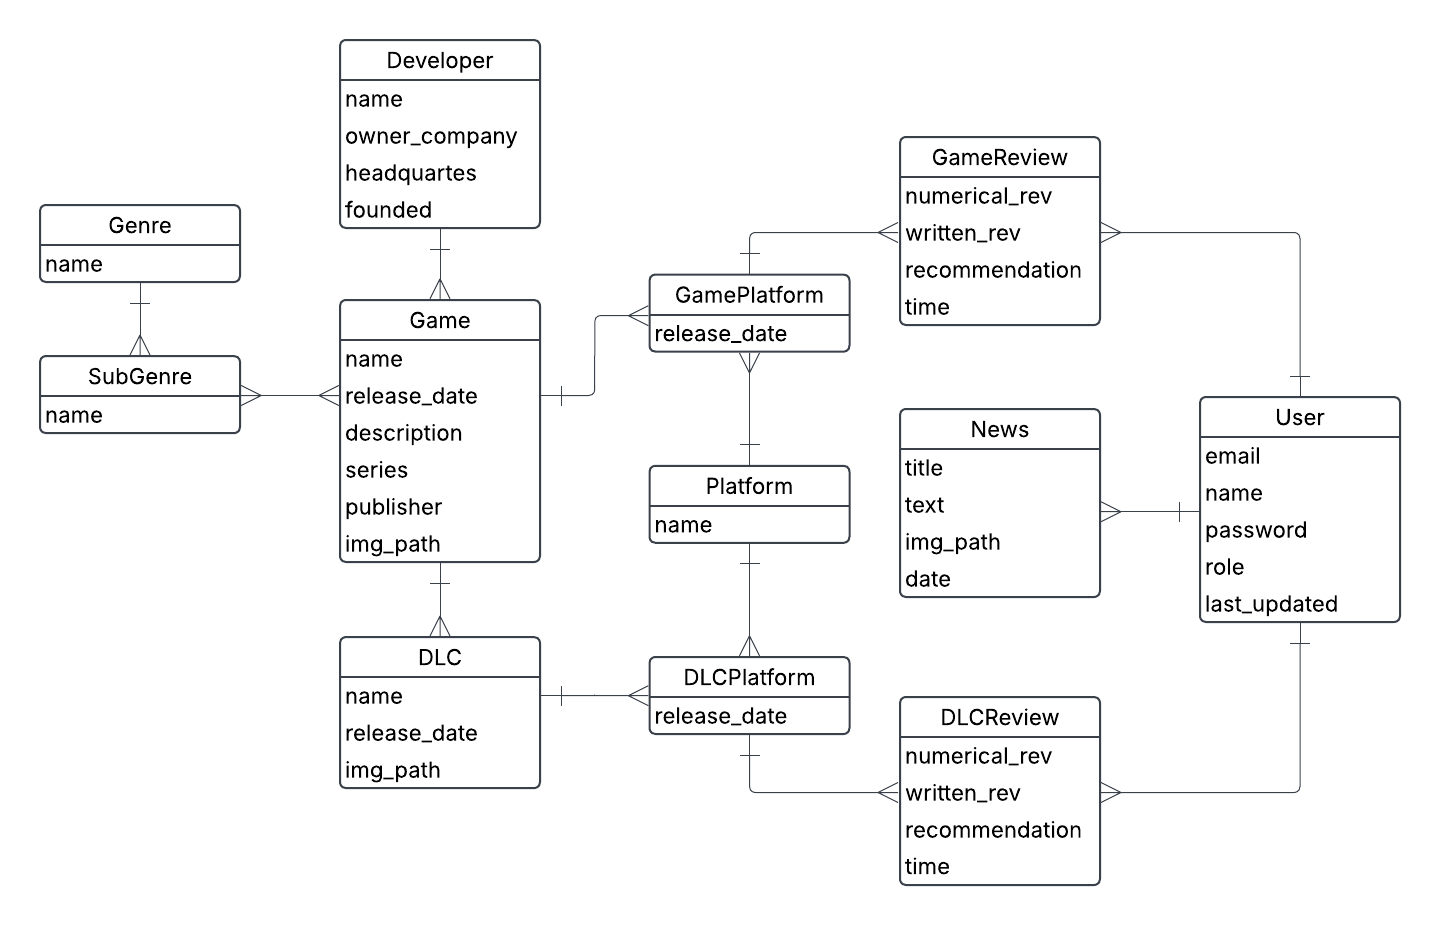 Developer
name
owner_company
headquartes
founded
Genre
name
SubGenre
name
Game
name
release_date
description
series
publisher
img_path
DLC
name
release_date
img_path
GamePlatform
release_date
Platform
name
DLCPlatform
release_date
GameReview
numerical_rev
written_rev
recommendation
time
News
title
text
img_path
date
DLCReview
numerical_rev
written_rev
recommendation
time
User
email
name
password
role
last_updated